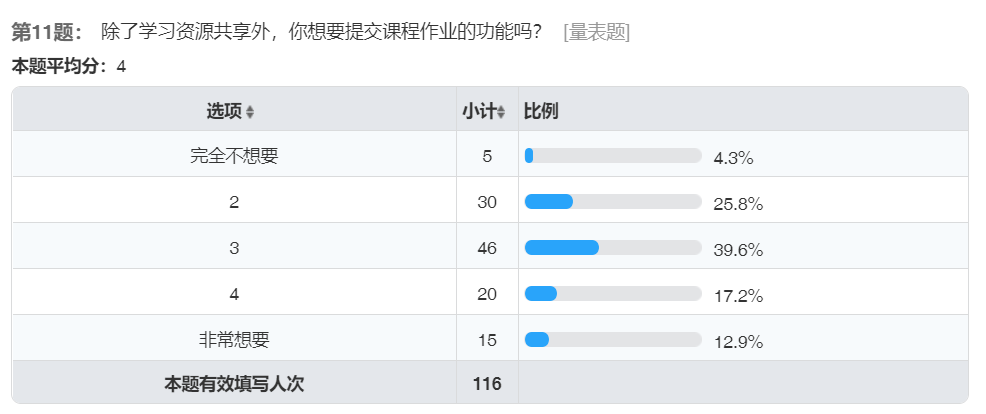 第11题： 除了学习资源共享外，你想要提交课程作业的功能吗？ [量表题]
本题平均分：4
选项 小计 比例
完全不想要 5 4.3%
2 30 25.8%
3 46 39.6%
4 20 17.2%
非常想要 15 12.9%
本题有效填写人次 116